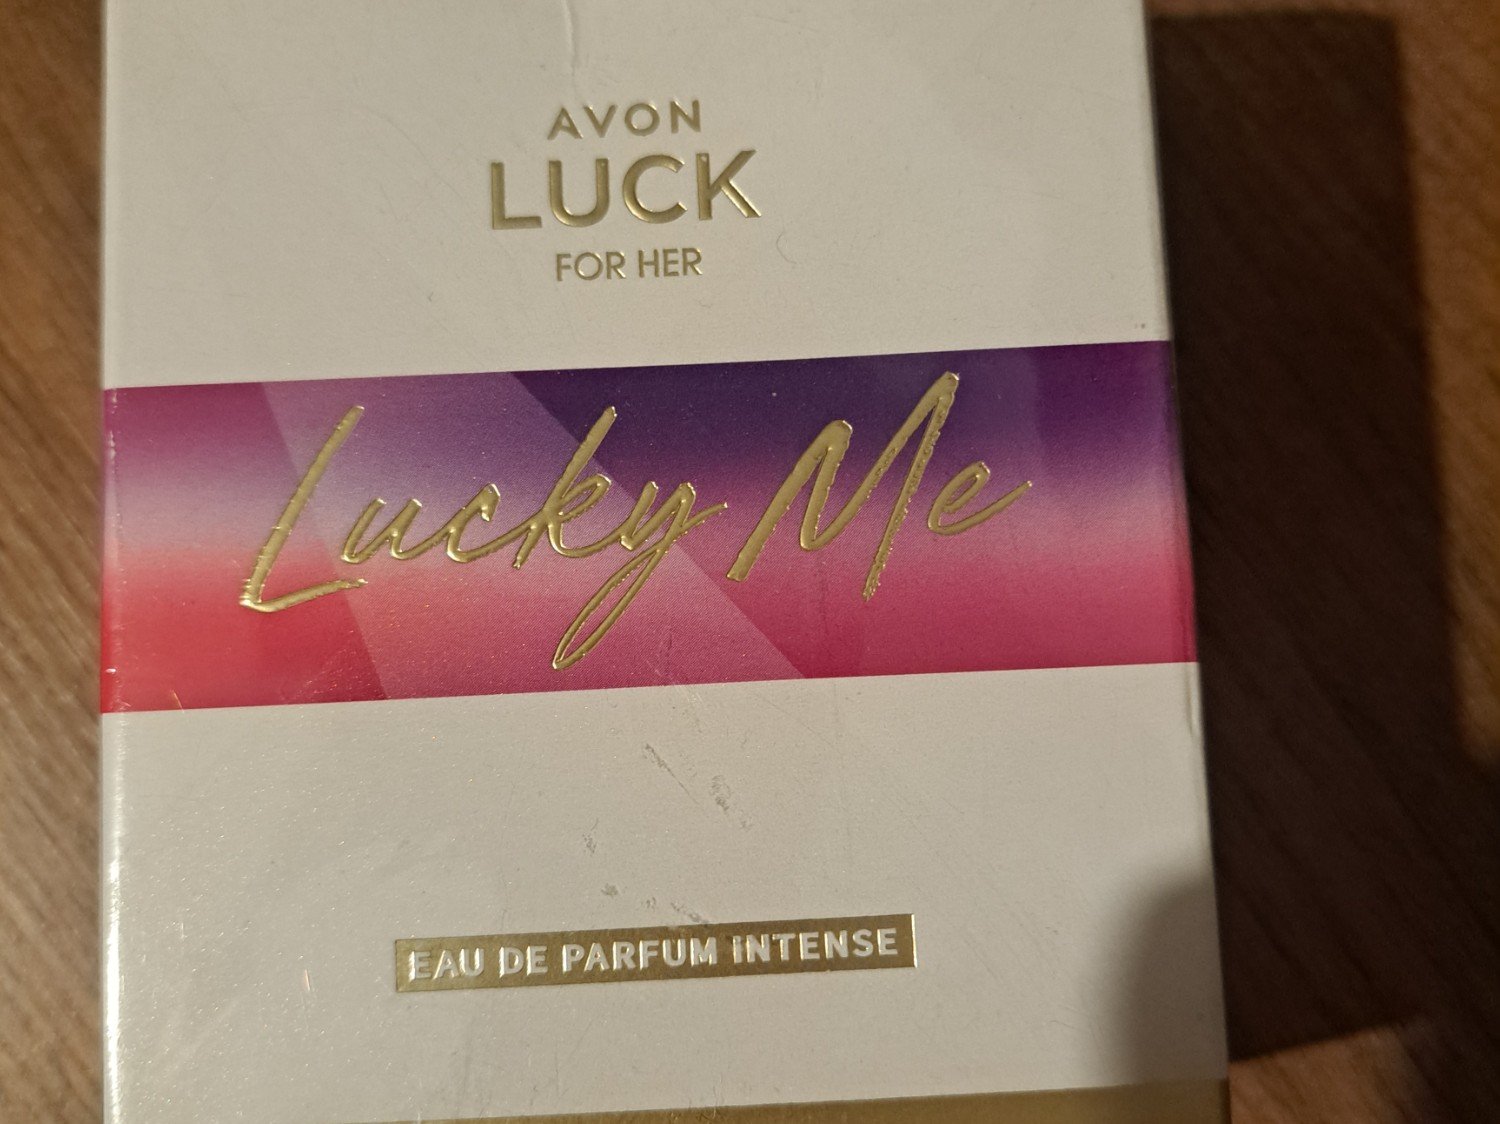 AVON
LUCK
FOR HER
Lucky Me
EAU DE PARFUM INTENSE